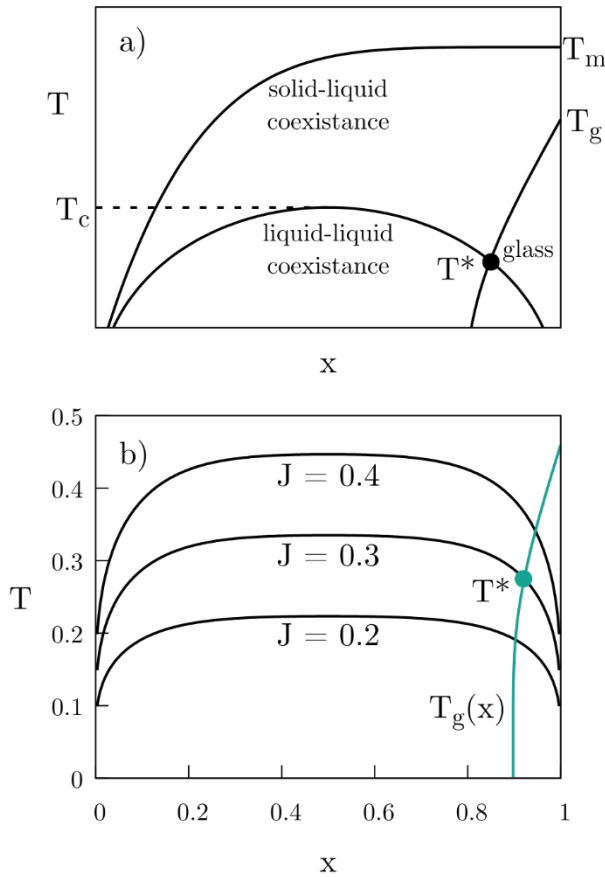 a)
T
T_m
T_g
T_c
solid-liquid
coexistance
liquid-liquid
coexistance
T*
glass
x
b)
T
0.5
0.4
0.3
0.2
0.1
0
J = 0.4
J = 0.3
J = 0.2
T*
T_g(x)
0
0.2
0.4
0.6
0.8
1
x